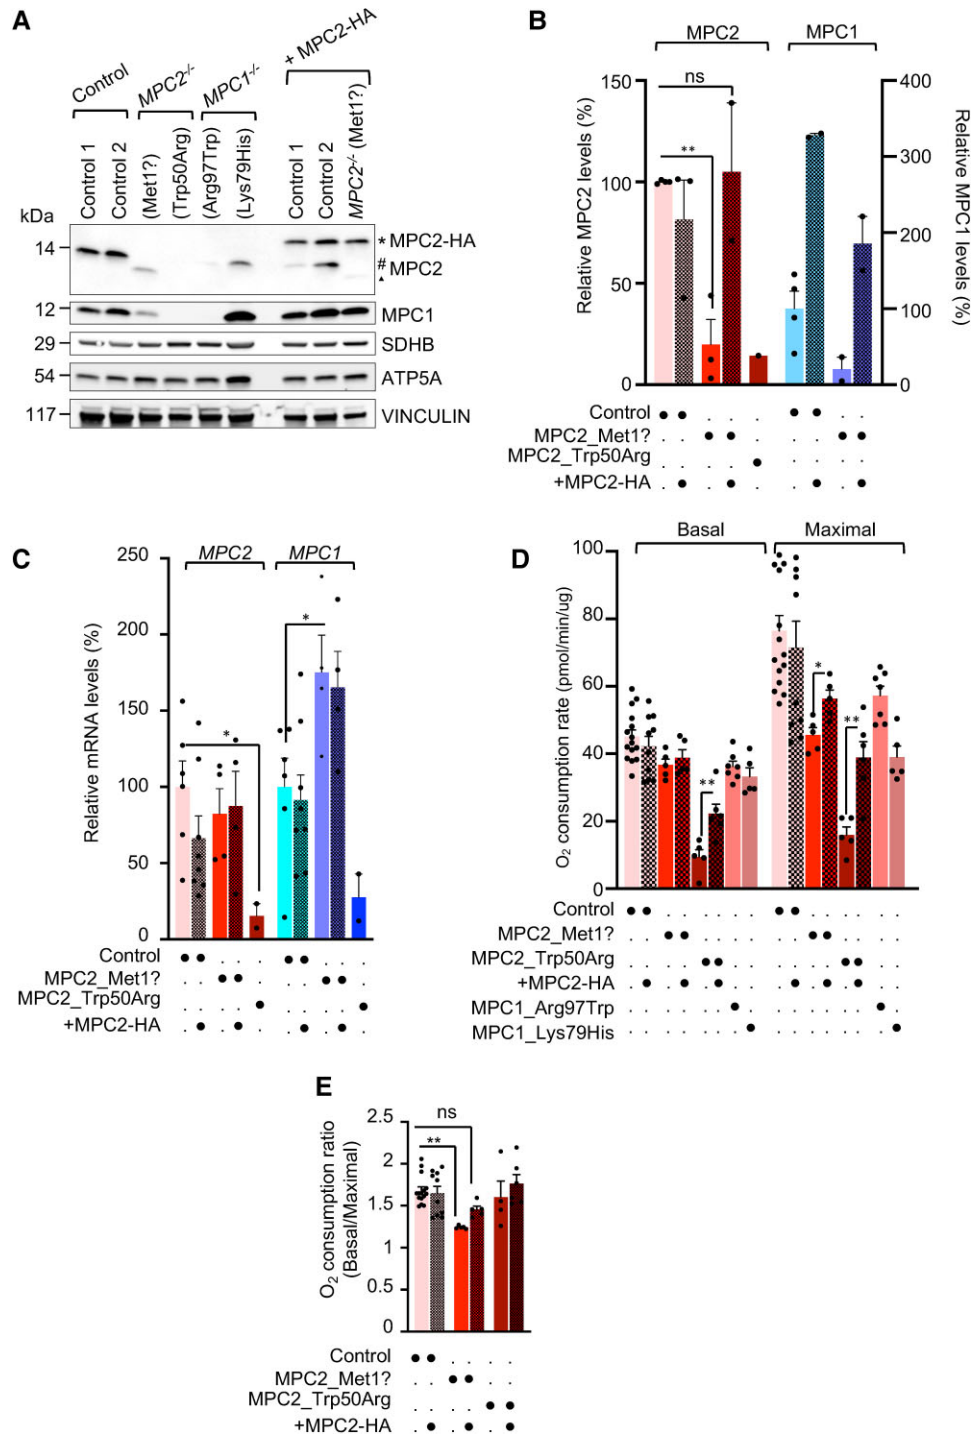 A
Control
MPC2-/-
MPC1-/-
+ MPC2-HA
Control 1
Control 2
(Met1?)
(Trp50Arg)
(Arg97Trp)
(Lys79His)
Control 1
Control 2
MPC2-/- (Met1?)
kDa
14
* MPC2-HA
# MPC2
▲
12
MPC1
29
SDHB
54
ATP5A
117
VINCULIN
B
MPC2
MPC1
Relative MPC2 levels (%)
150
100
50
0
ns
**
400
300
200
100
0
Relative MPC1 levels (%)
Control
MPC2_Met1?
MPC2_Trp50Arg
+MPC2-HA
C
MPC2
MPC1
Relative mRNA levels (%)
250
200
150
100
50
0
*
*
Control
MPC2_Met1?
MPC2_Trp50Arg
+MPC2-HA
D
Basal
Maximal
O2 consumption rate (pmol/min/ug)
100
80
60
40
20
0
**
*
**
Control
MPC2_Met1?
MPC2_Trp50Arg
+MPC2-HA
MPC1_Arg97Trp
MPC1_Lys79His
E
O2 consumption ratio
(Basal/Maximal)
2.5
2
1.5
1
0.5
0
ns
**
Control
MPC2_Met1?
MPC2_Trp50Arg
+MPC2-HA